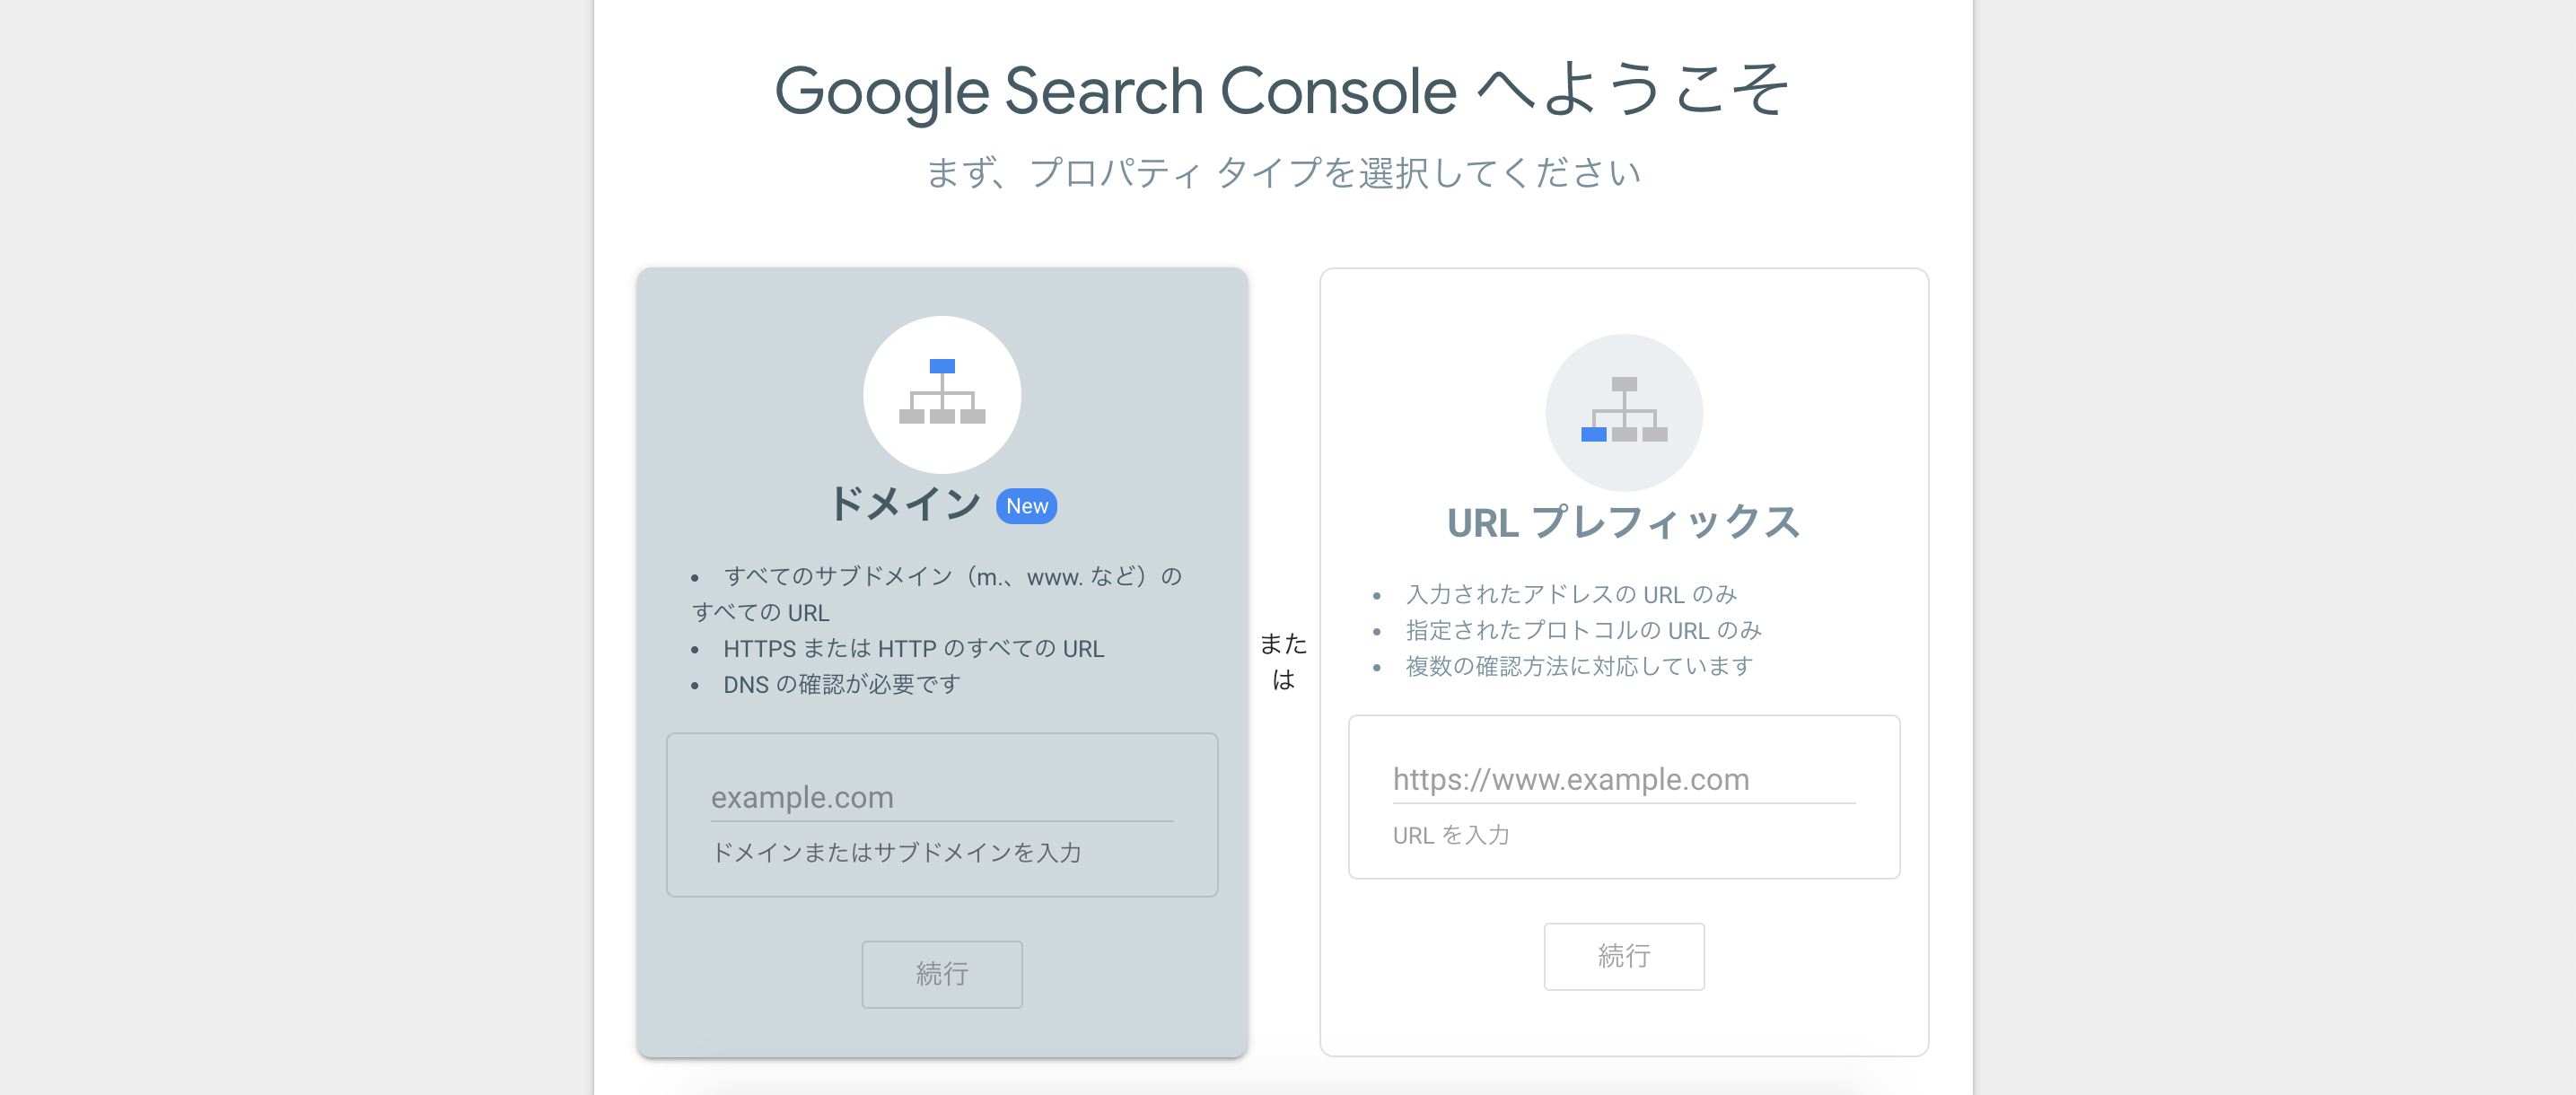 Google Search Console へようこそ
まず、プロパティ タイプを選択してください
ドメイン New
• すべてのサブドメイン（m.、www. など）の
すべての URL
• HTTPS または HTTP のすべての URL
• DNS の確認が必要です
example.com
ドメインまたはサブドメインを入力
続行
また
は
URL プレフィックス
• 入力されたアドレスの URL のみ
• 指定されたプロトコルの URL のみ
• 複数の確認方法に対応しています
https://www.example.com
URL を入力
続行